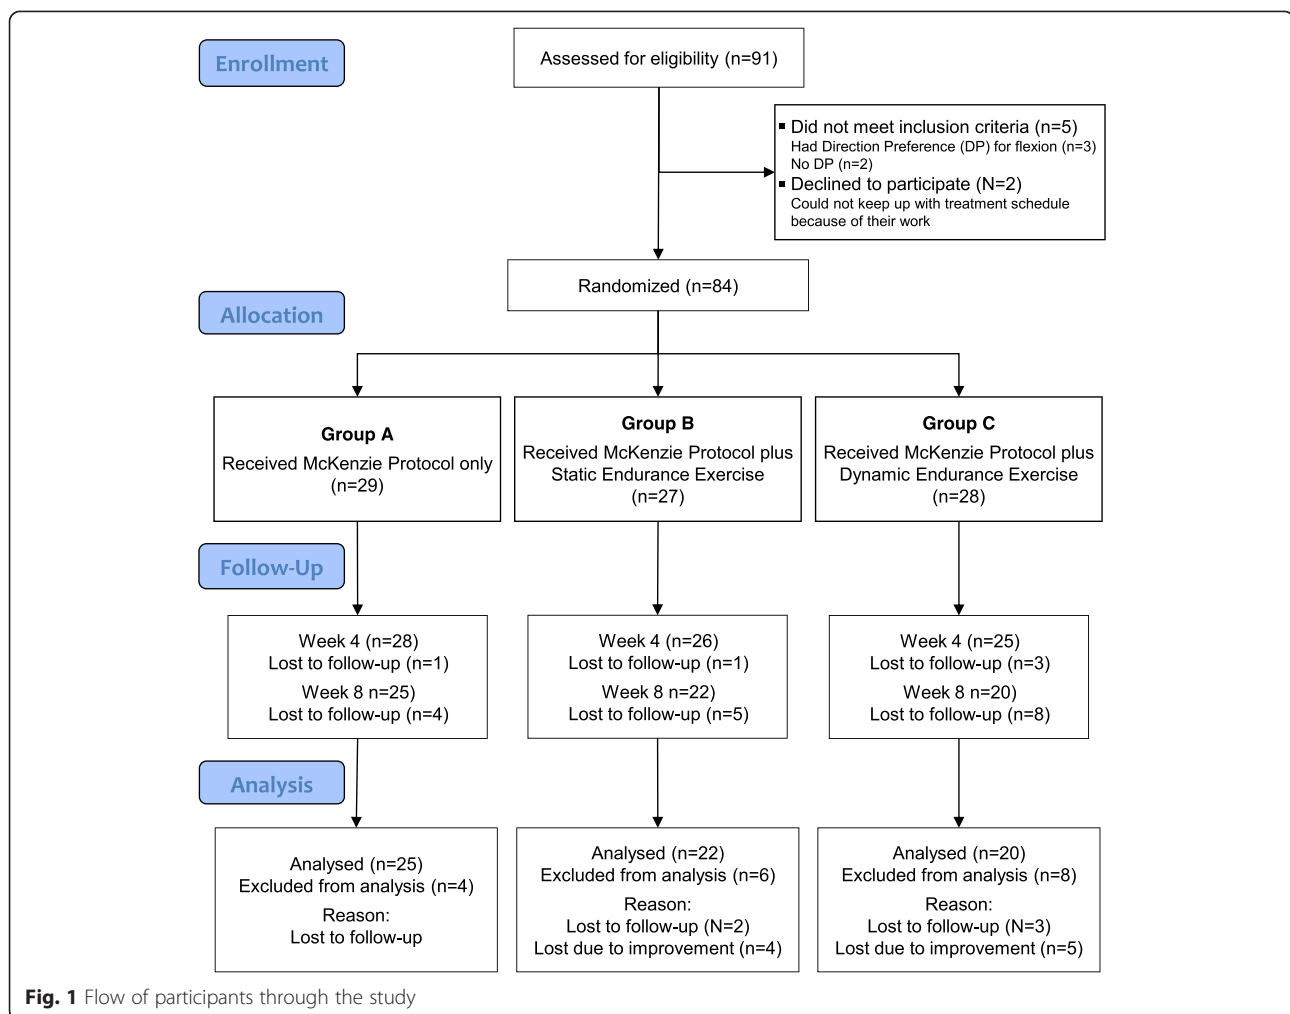 Enrollment
Assessed for eligibility (n=91)
▪ Did not meet inclusion criteria (n=5)
Had Direction Preference (DP) for flexion (n=3)
No DP (n=2)
▪ Declined to participate (N=2)
Could not keep up with treatment schedule
because of their work
Randomized (n=84)
Allocation
Group A
Received McKenzie Protocol only
(n=29)
Group B
Received McKenzie Protocol plus
Static Endurance Exercise
(n=27)
Group C
Received McKenzie Protocol plus
Dynamic Endurance Exercise
(n=28)
Follow-Up
Week 4 (n=28)
Lost to follow-up (n=1)
Week 8 n=25)
Lost to follow-up (n=4)
Week 4 (n=26)
Lost to follow-up (n=1)
Week 8 n=22)
Lost to follow-up (n=5)
Week 4 (n=25)
Lost to follow-up (n=3)
Week 8 n=20)
Lost to follow-up (n=8)
Analysis
Analysed (n=25)
Excluded from analysis (n=4)
Reason:
Lost to follow-up
Analysed (n=22)
Excluded from analysis (n=6)
Reason:
Lost to follow-up (N=2)
Lost due to improvement (n=4)
Analysed (n=20)
Excluded from analysis (n=8)
Reason:
Lost to follow-up (N=3)
Lost due to improvement (n=5)
Fig. 1 Flow of participants through the study